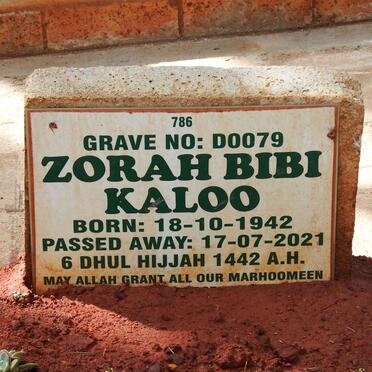 786
GRAVE NO: D0079
ZORAH BIBI
KALOO
BORN: 18-10-1942
PASSED AWAY: 17-07-2021
6 DHUL HIJJAH 1442 A.H.
MAY ALLAH GRANT ALL OUR MARHOOMEEN